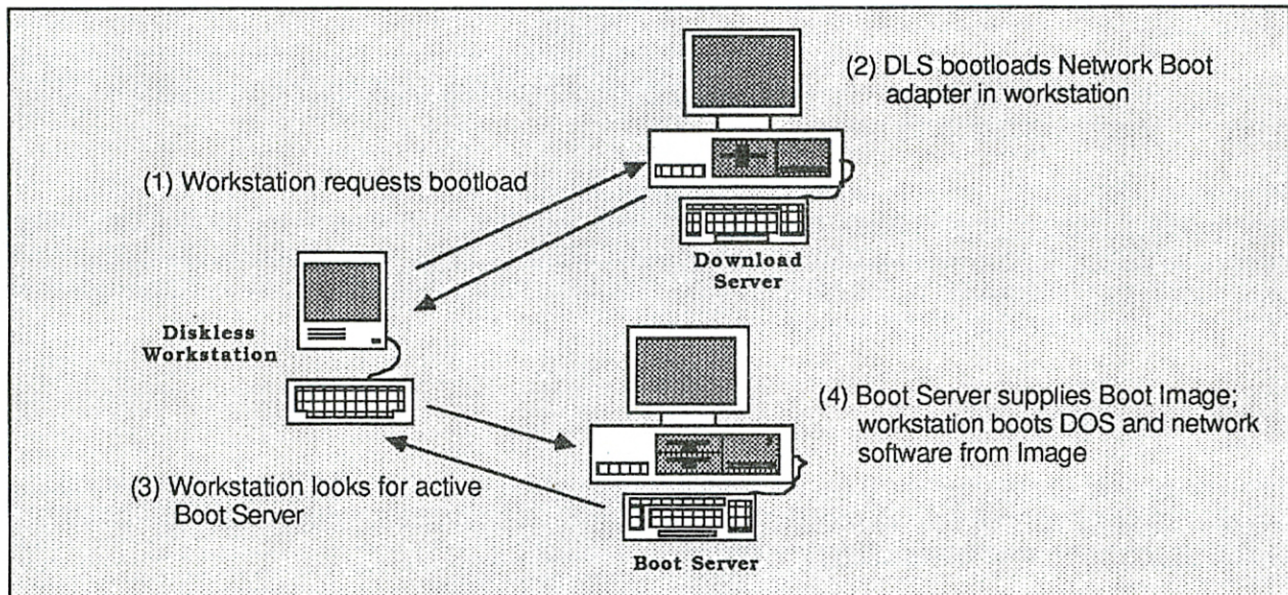 (1) Workstation requests bootload
(2) DLS bootloads Network Boot
adapter in workstation
Download
Server
Diskless
Workstation
(3) Workstation looks for active
Boot Server
(4) Boot Server supplies Boot Image;
workstation boots DOS and network
software from Image
Boot Server